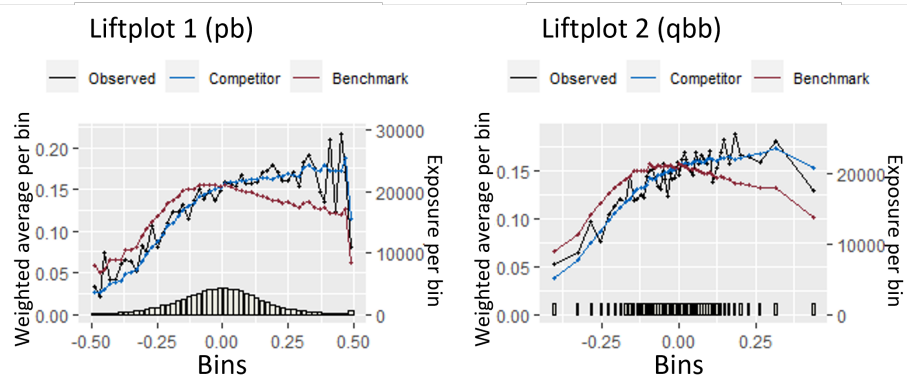 Liftplot 1 (pb)
Observed Competitor Benchmark
Weighted average per bin
0.20
0.15
0.10
0.05
0.00
30000
20000
10000
0
Exposure per bin
-0.50 -0.25 0.00 0.25 0.50
Bins
Liftplot 2 (qbb)
Observed Competitor Benchmark
Weighted average per bin
0.15
0.10
0.05
0.00
20000
10000
0
Exposure per bin
-0.25 0.00 0.25
Bins